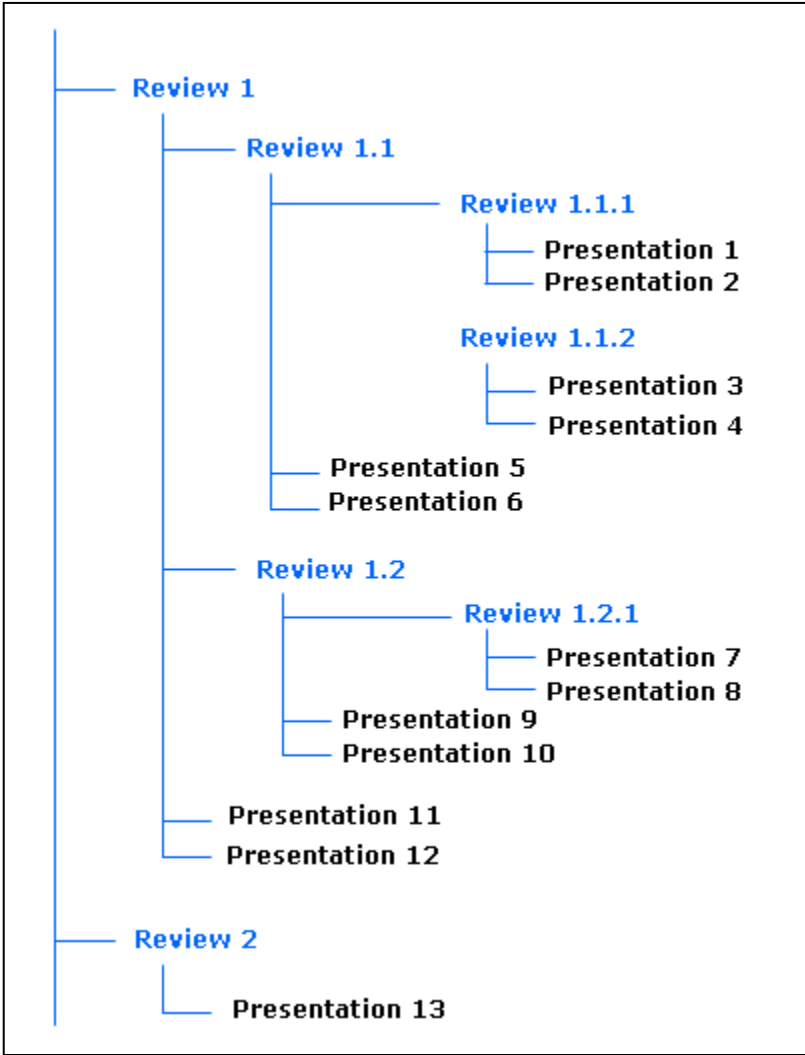 Review 1
Review 1.1
Review 1.1.1
Presentation 1
Presentation 2
Review 1.1.2
Presentation 3
Presentation 4
Presentation 5
Presentation 6
Review 1.2
Review 1.2.1
Presentation 7
Presentation 8
Presentation 9
Presentation 10
Presentation 11
Presentation 12
Review 2
Presentation 13